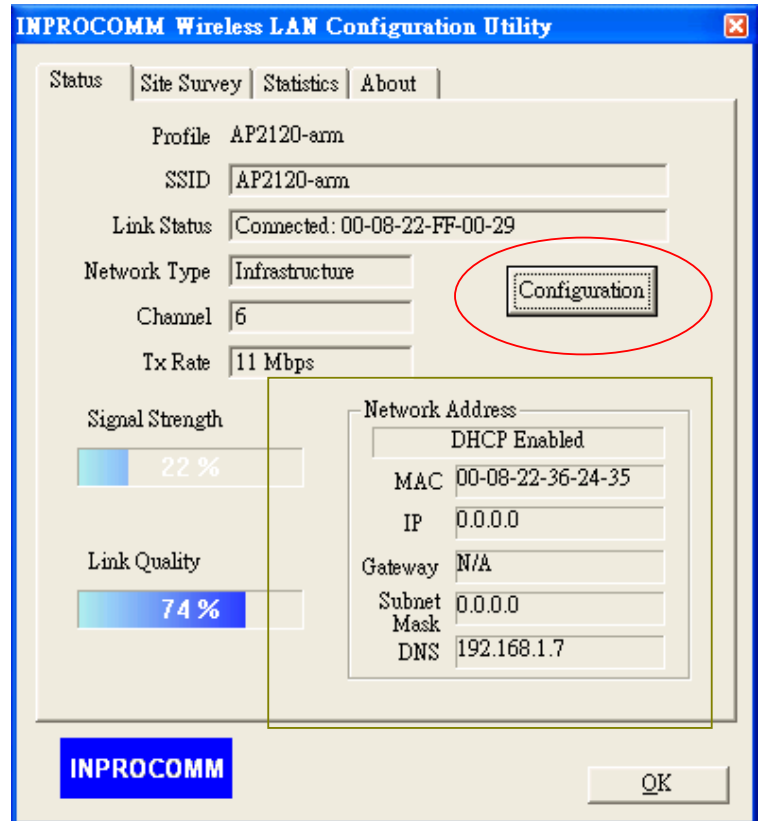 INPROCOMM Wireless LAN Configuration Utility
Status Site Survey Statistics About
Profile AP2120-arm
SSID AP2120-arm
Link Status Connected: 00-08-22-FF-00-29
Network Type Infrastructure
Configuration
Channel 6
Tx Rate 11 Mbps
Signal Strength
22 %
Link Quality
74 %
Network Address
DHCP Enabled
MAC 00-08-22-36-24-35
IP 0.0.0.0
Gateway N/A
Subnet Mask 0.0.0.0
DNS 192.168.1.7
INPROCOMM
OK